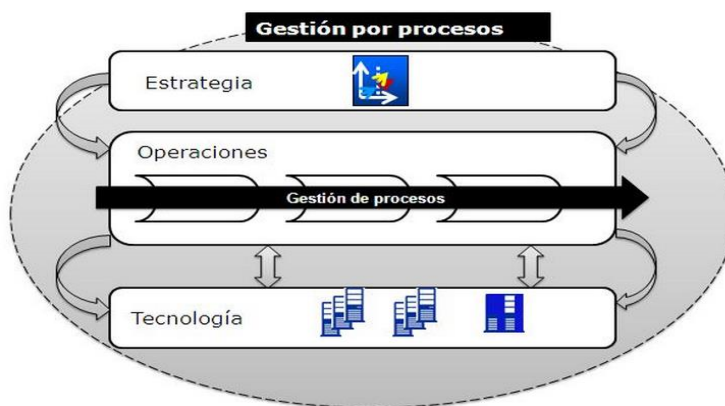 Gestión por procesos
Estrategia
Operaciones
Gestión de procesos
Tecnología